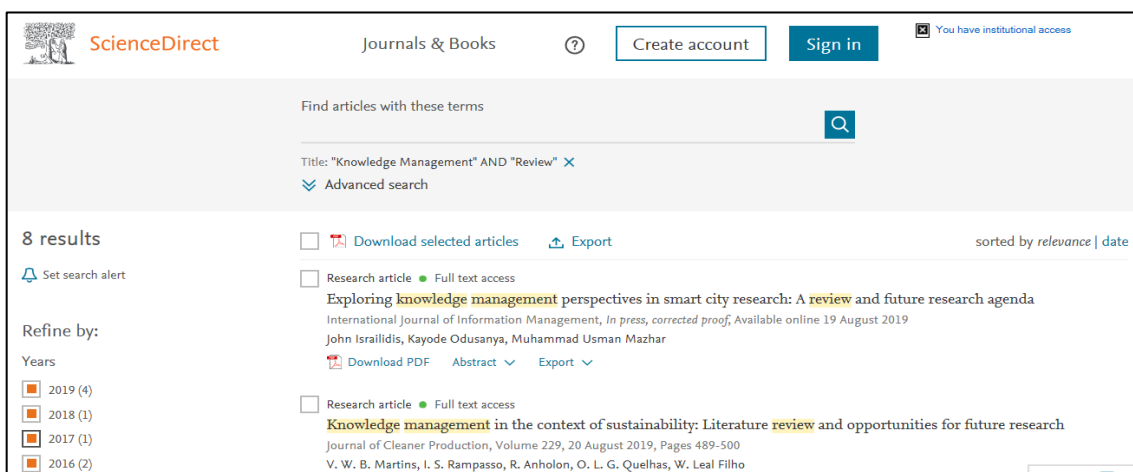 ScienceDirect
Journals & Books
?
Create account
Sign in
You have institutional access
Find articles with these terms
Title: "Knowledge Management" AND "Review" ×
Advanced search
8 results
Download selected articles
Export
sorted by relevance | date
Set search alert
Research article ● Full text access
Exploring knowledge management perspectives in smart city research: A review and future research agenda
International Journal of Information Management, In press, corrected proof, Available online 19 August 2019
John Israilidis, Kayode Odusanya, Muhammad Usman Mazhar
Download PDF Abstract Export
Refine by:
Years
2019 (4)
2018 (1)
2017 (1)
2016 (2)
Research article ● Full text access
Knowledge management in the context of sustainability: Literature review and opportunities for future research
Journal of Cleaner Production, Volume 229, 20 August 2019, Pages 489-500
V. W. B. Martins, I. S. Rampasso, R. Anholon, O. L. G. Quelhas, W. Leal Filho